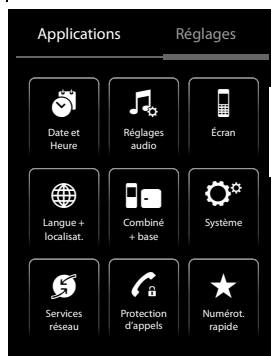 Applications Réglages
Date et Réglages Écran
Heure audio
Langue + Combiné Système
localisat. + base
Services Protection Numérot.
réseau d'appels rapide